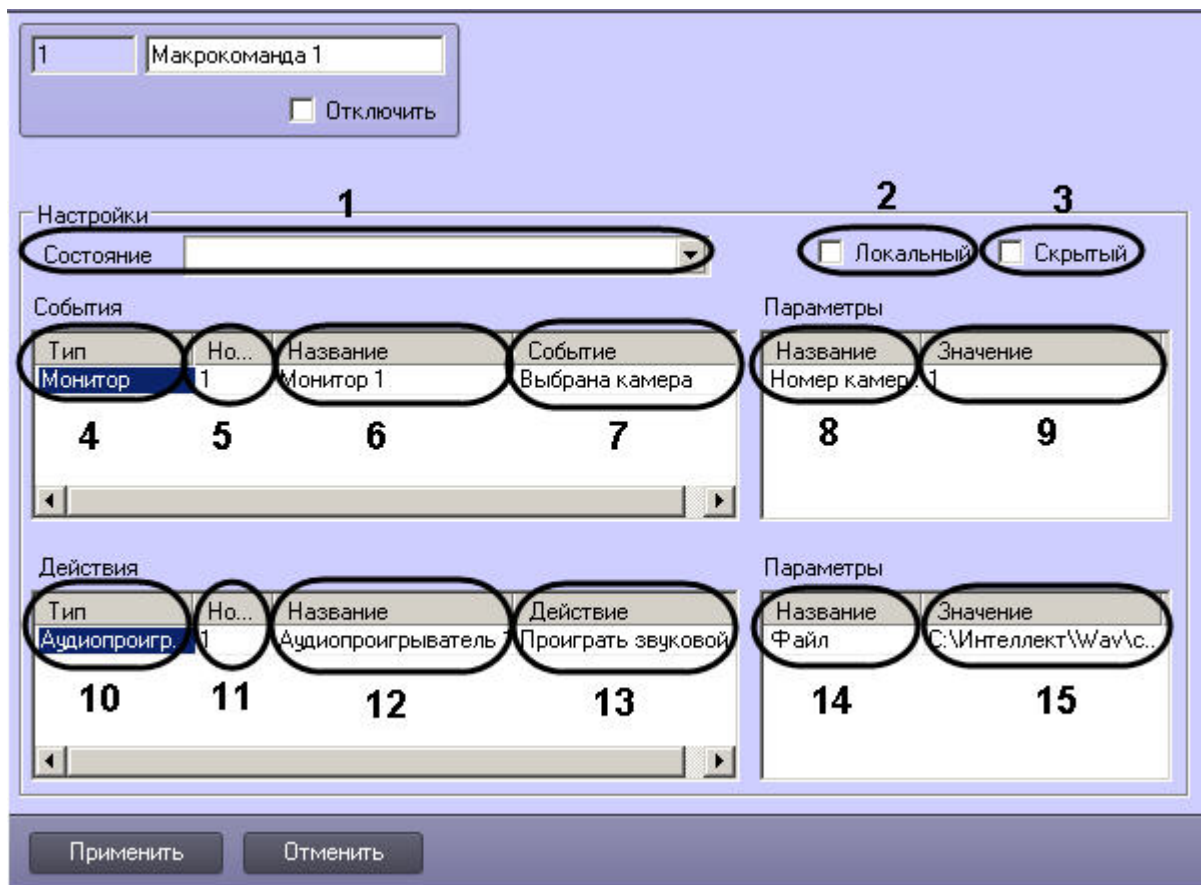 1 Макрокоманда 1
Отключить
1 2 3
Настройки
Состояние Локальный Скрытый
События Параметры
Тип Но... Название Событие Название Значение
Монитор 1 Монитор 1 Выбрана камера Номер камер. 1
4 5 6 7 8 9
Действия Параметры
Тип Но... Название Действие Название Значение
Аудиопроигр. 1 Аудиопроигрыватель 1 Проиграть звуковой Файл C:\Интеллект\Wav\c..
10 11 12 13 14 15
Применить Отменить